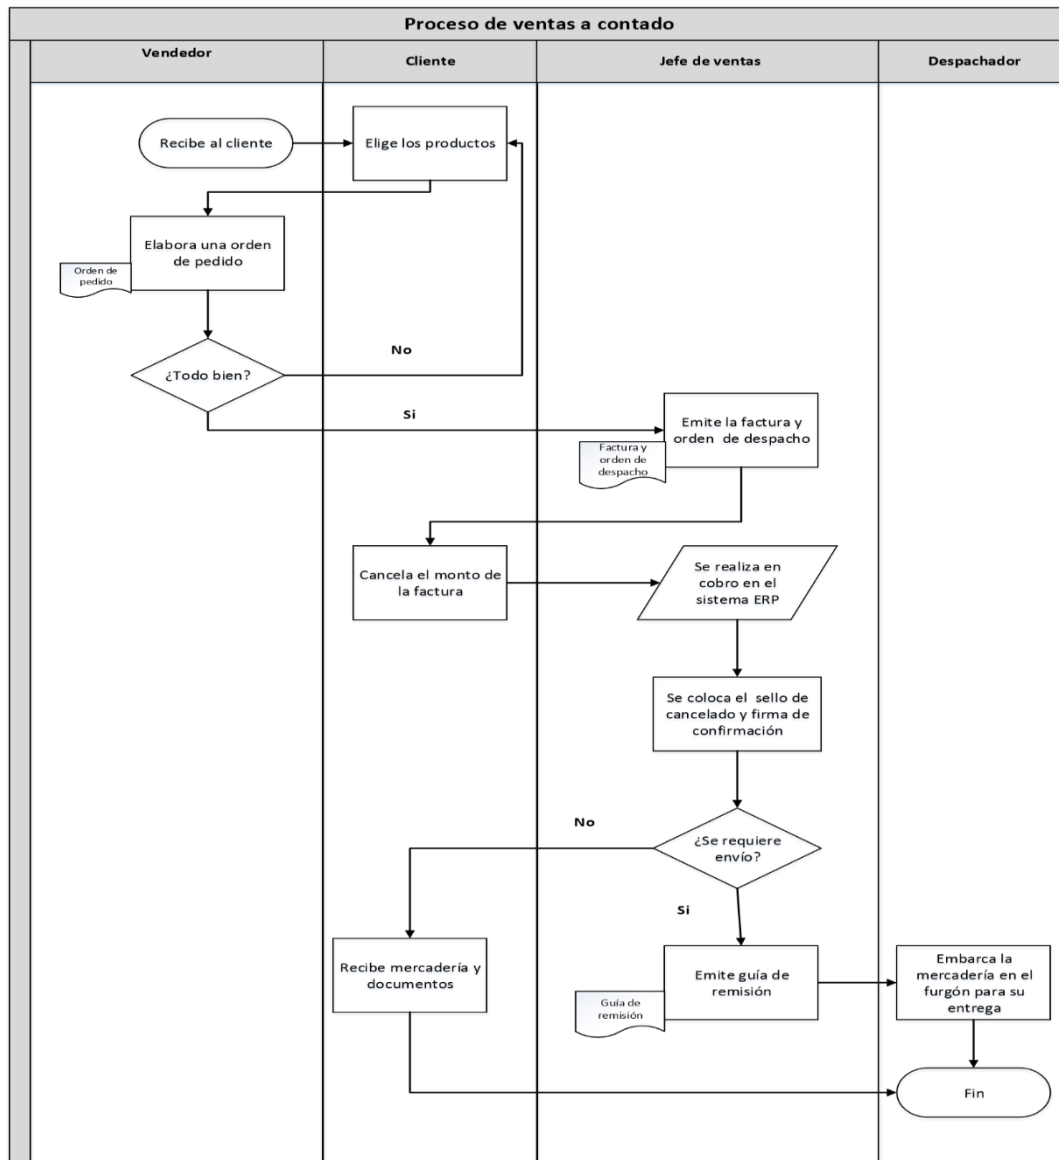 Proceso de ventas a contado
Vendedor
Cliente
Jefe de ventas
Despachador
Recibe al cliente
Elige los productos
Elabora una orden
de pedido
Orden de
pedido
No
¿Todo bien?
Si
Emite la factura y
orden de despacho
Factura y
orden de
despacho
Cancela el monto de
la factura
Se realiza en
cobro en el
sistema ERP
Se coloca el sello de
cancelado y firma de
confirmación
No
¿Se requiere
envío?
Si
Recibe mercadería y
documentos
Emite guía de
remisión
Guía de
remisión
Embarca la
mercadería en el
furgón para su
entrega
Fin